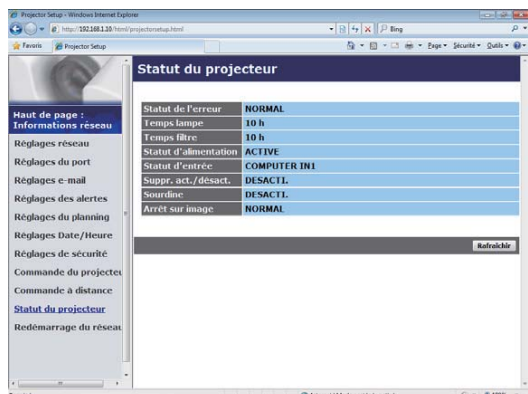 Projector Setup - Windows Internet Explorer
http://192.168.1.10/html/projectorsetup.html
Bing
Favoris
Projector Setup
Page
Sécurité
Outils
Statut du projecteur
Haut de page :
Informations réseau
Réglages réseau
Réglages du port
Réglages e-mail
Réglages des alertes
Réglages du planning
Réglages Date/Heure
Réglages de sécurité
Commande du projecteu
Commande à distance
Statut du projecteur
Redémarrage du réseau
Statut de l'erreur NORMAL
Temps lampe 10 h
Temps filtre 10 h
Statut d'alimentation ACTIVE
Statut d'entrée COMPUTER IN1
Suppr. act./désact. DESACTI.
Sourdine DESACTI.
Arrêt sur image NORMAL
Rafraîchir